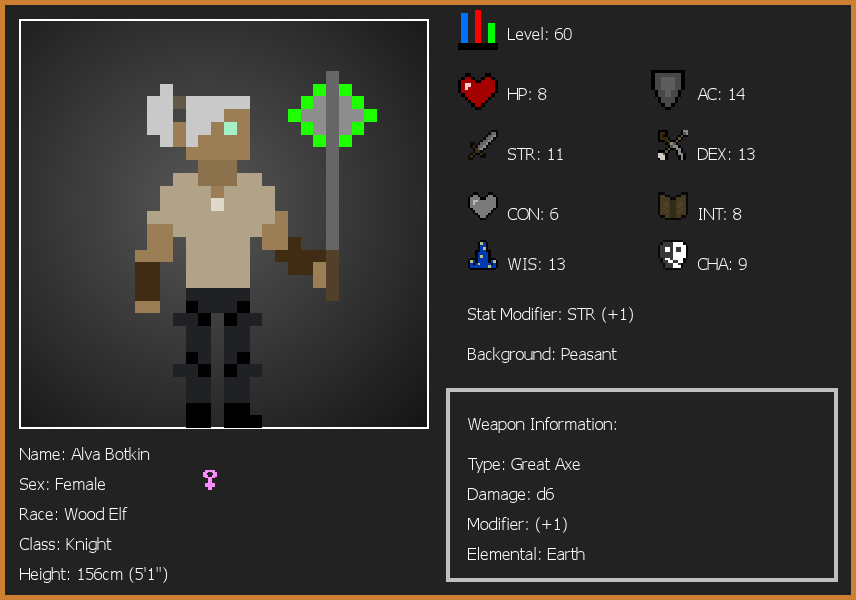 Level: 60
HP: 8
AC: 14
STR: 11
DEX: 13
CON: 6
INT: 8
WIS: 13
CHA: 9
Stat Modifier: STR (+1)
Background: Peasant
Weapon Information:
Type: Great Axe
Damage: d6
Modifier: (+1)
Elemental: Earth
Name: Alva Botkin
Sex: Female
Race: Wood Elf
Class: Knight
Height: 156cm (5'1")